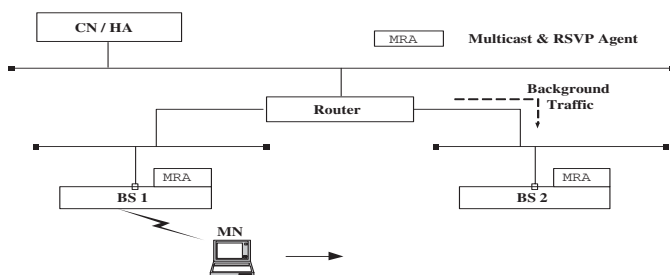 CN / HA
MRA Multicast & RSVP Agent
Background
Traffic
Router
MRA
BS 1
MRA
BS 2
MN